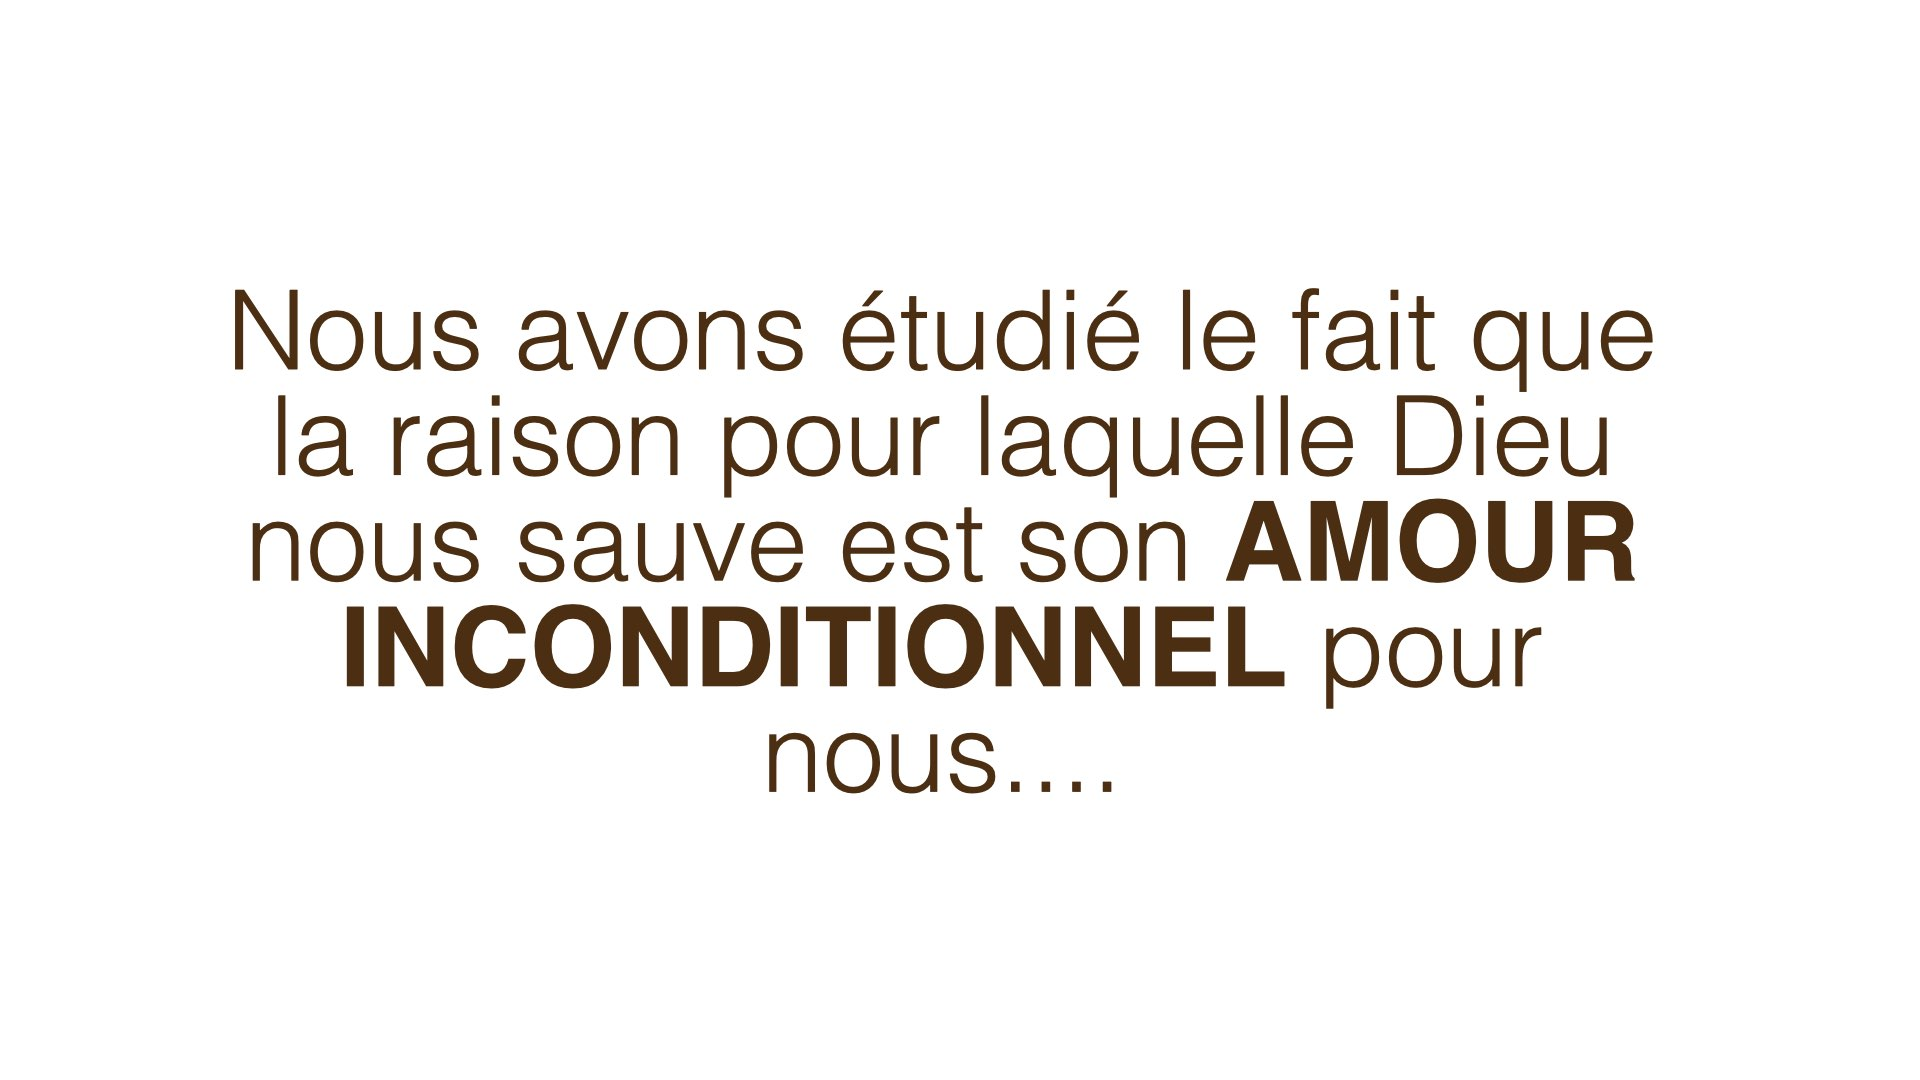 Nous avons étudié le fait que
la raison pour laquelle Dieu
nous sauve est son AMOUR
INCONDITIONNEL pour
nous....